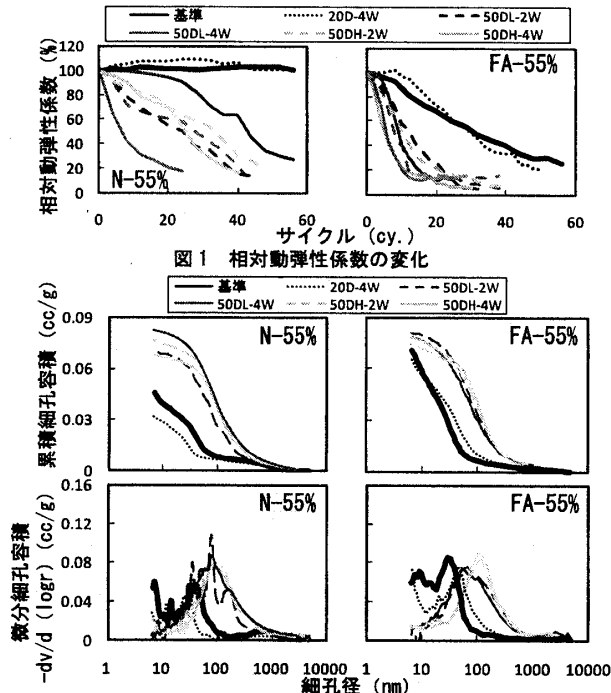 基準 20D-4W 50DL-2W
50DL-4W 50DH-2W 50DH-4W
相対動弾性係数 (%)
120
100
80
60
40
20
0
N-55%
FA-55%
0 20 40 60
0 20 40 60
サイクル (cy.)
図1 相対動弾性係数の変化
基準 20D-4W 50DL-2W
50DL-4W 50DH-2W 50DH-4W
累積細孔容積 (cc/g)
0.09
0.06
0.03
0
N-55%
FA-55%
微分細孔容積
-dv/d (logr) (cc/g)
0.16
0.12
0.08
0.04
0
N-55%
FA-55%
1 10 100 1000 10000
1 10 100 1000 10000
細孔径 (nm)